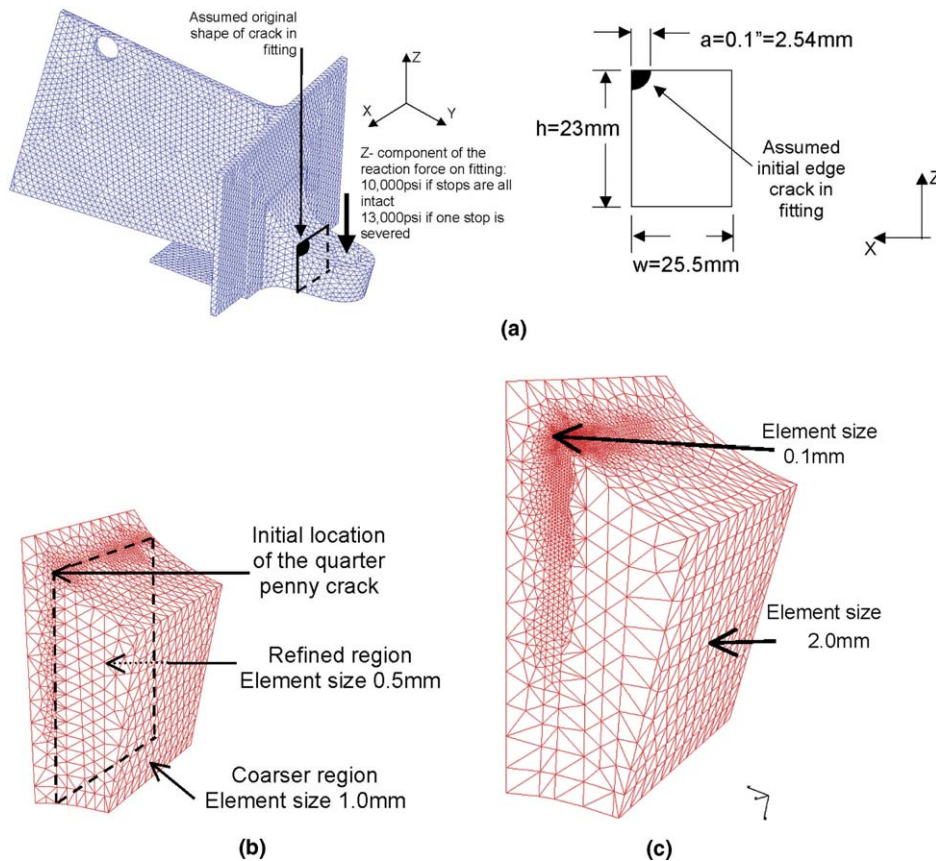 Assumed original
shape of crack in
fitting
Z
X
Y
Z- component of the
reaction force on fitting:
10,000psi if stops are all
intact
13,000psi if one stop is
severed
a=0.1”=2.54mm
h=23mm
Assumed
initial edge
crack in
fitting
w=25.5mm
Z
X
(a)
Initial location
of the quarter
penny crack
Refined region
Element size 0.5mm
Coarser region
Element size 1.0mm
(b)
Element size
0.1mm
Element size
2.0mm
(c)